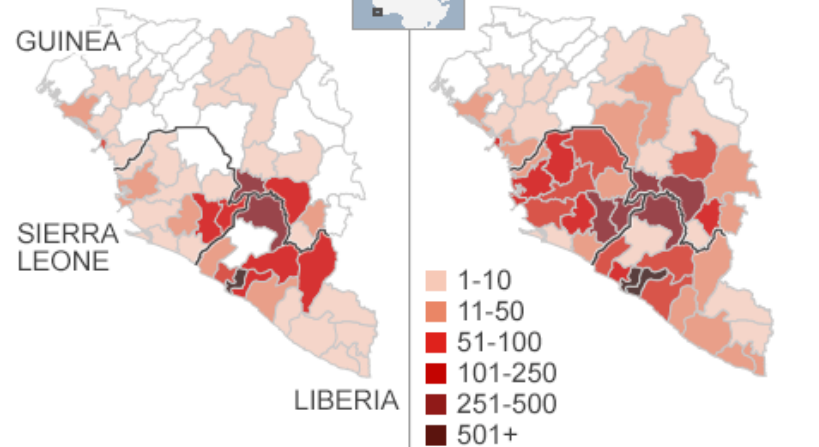 GUINEA
SIERRA
LEONE
LIBERIA
1-10
11-50
51-100
101-250
251-500
501+